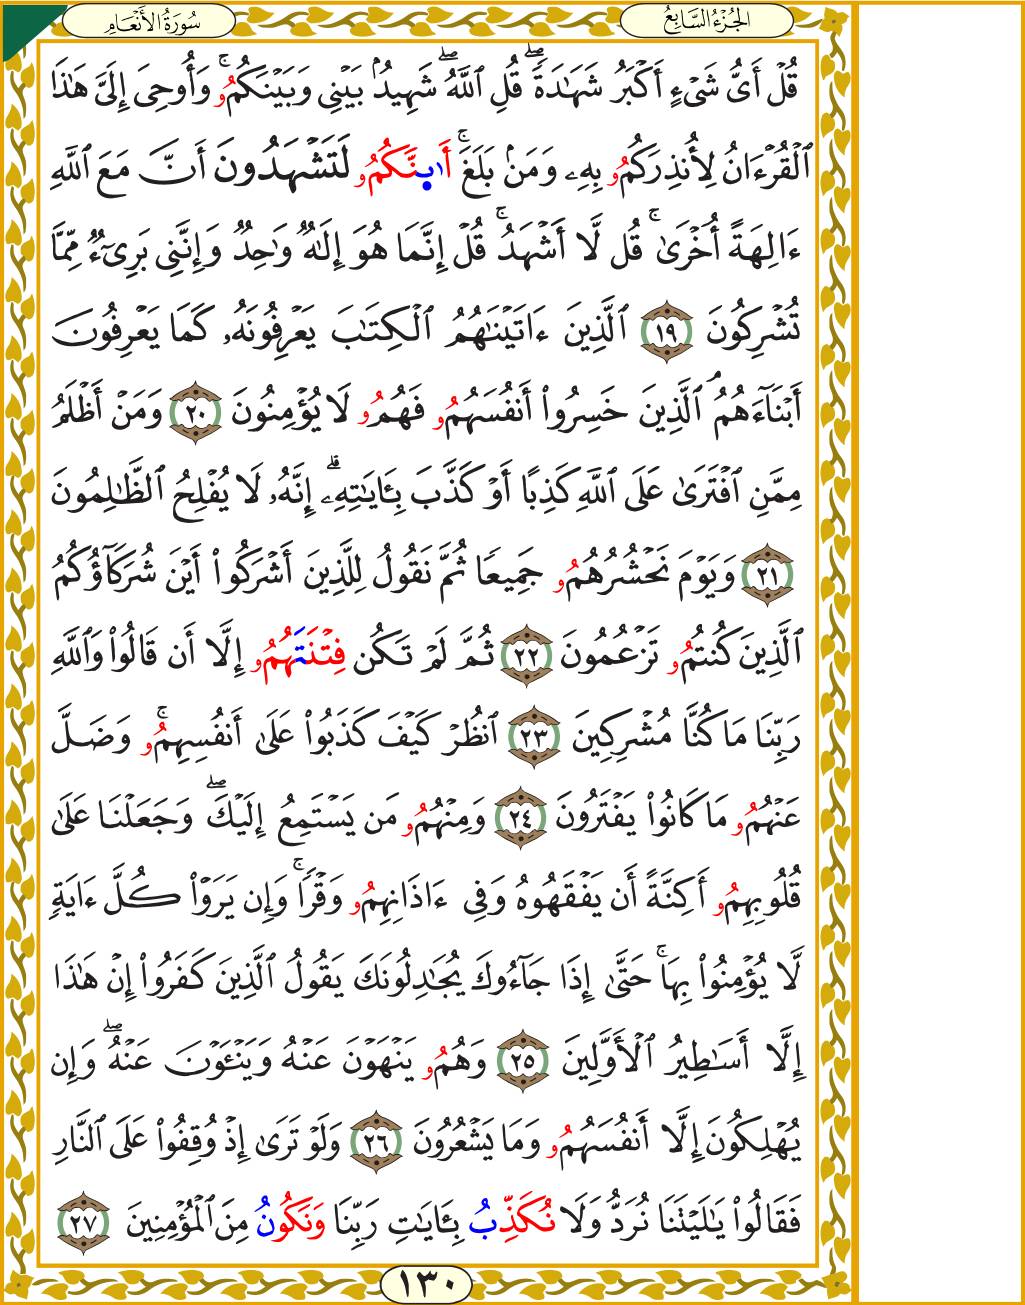 الجُزْءُ السَّابِعُ
سُورَةُ الأَنْعَامِ
قُلۡ أَيُّ شَيۡءٍ أَكۡبَرُ شَهَٰدَةٗۖ قُلِ ٱللَّهُۖ شَهِيدُۢ بَيۡنِي وَبَيۡنَكُمُۥۚ وَأُوحِيَ إِلَيَّ هَٰذَا
ٱلۡقُرۡءَانُ لِأُنذِرَكُمُۥ بِهِۦ وَمَنۢ بَلَغَۚ أَٰى۪نَّكُمُۥ لَتَشۡهَدُونَ أَنَّ مَعَ ٱللَّهِ
ءَالِهَةً أُخۡرَىٰۚ قُل لَّا أَشۡهَدُۚ قُلۡ إِنَّمَا هُوَ إِلَٰهٞ وَٰحِدٞ وَإِنَّنِي بَرِيٓءٞ مِّمَّا
تُشۡرِكُونَ ١٩ ٱلَّذِينَ ءَاتَيۡنَٰهُمُ ٱلۡكِتَٰبَ يَعۡرِفُونَهُۥ كَمَا يَعۡرِفُونَ
أَبۡنَآءَهُمُۘ ٱلَّذِينَ خَسِرُواْ أَنفُسَهُمُۥ فَهُمُۥ لَا يُؤۡمِنُونَ ٢٠ وَمَنۡ أَظۡلَمُ
مِمَّنِ ٱفۡتَرَىٰ عَلَى ٱللَّهِ كَذِبًا أَوۡ كَذَّبَ بِـَٔايَٰتِهِۦۗ إِنَّهُۥ لَا يُفۡلِحُ ٱلظَّٰلِمُونَ
٢١ وَيَوۡمَ نَحۡشُرُهُمُۥ جَمِيعٗا ثُمَّ نَقُولُ لِلَّذِينَ أَشۡرَكُواْ أَيۡنَ شُرَكَآؤُكُمُ
ٱلَّذِينَ كُنتُمُۥ تَزۡعُمُونَ ٢٢ ثُمَّ لَمۡ تَكُن فِتۡنَتَهُمُۥ إِلَّا أَن قَالُواْ وَٱللَّهِ
رَبِّنَا مَا كُنَّا مُشۡرِكِينَ ٢٣ ٱنظُرۡ كَيۡفَ كَذَبُواْ عَلَىٰ أَنفُسِهِمُۥۚ وَضَلَّ
عَنۡهُمُۥ مَا كَانُواْ يَفۡتَرُونَ ٢٤ وَمِنۡهُمُۥ مَن يَسۡتَمِعُ إِلَيۡكَۖ وَجَعَلۡنَا عَلَىٰ
قُلُوبِهِمُۥ أَكِنَّةً أَن يَفۡقَهُوهُ وَفِي ءَاذَانِهِمُۥ وَقۡرٗاۚ وَإِن يَرَوۡاْ كُلَّ ءَايَةٖ
لَّا يُؤۡمِنُواْ بِهَاۚ حَتَّىٰ إِذَا جَآءُوكَ يُجَٰدِلُونَكَ يَقُولُ ٱلَّذِينَ كَفَرُواْ إِنۡ هَٰذَا
إِلَّا أَسَٰطِيرُ ٱلۡأَوَّلِينَ ٢٥ وَهُمُۥ يَنۡهَوۡنَ عَنۡهُ وَيَنۡـَٔوۡنَ عَنۡهُۖ وَإِن
يُهۡلِكُونَ إِلَّا أَنفُسَهُمُۥ وَمَا يَشۡعُرُونَ ٢٦ وَلَوۡ تَرَىٰ إِذۡ وُقِفُواْ عَلَى ٱلنَّارِ
فَقَالُواْ يَٰلَيۡتَنَا نُرَدُّ وَلَا نُكَذِّبُ بِـَٔايَٰتِ رَبِّنَا وَنَكُونُ مِنَ ٱلۡمُؤۡمِنِينَ ٢٧
١٣٠